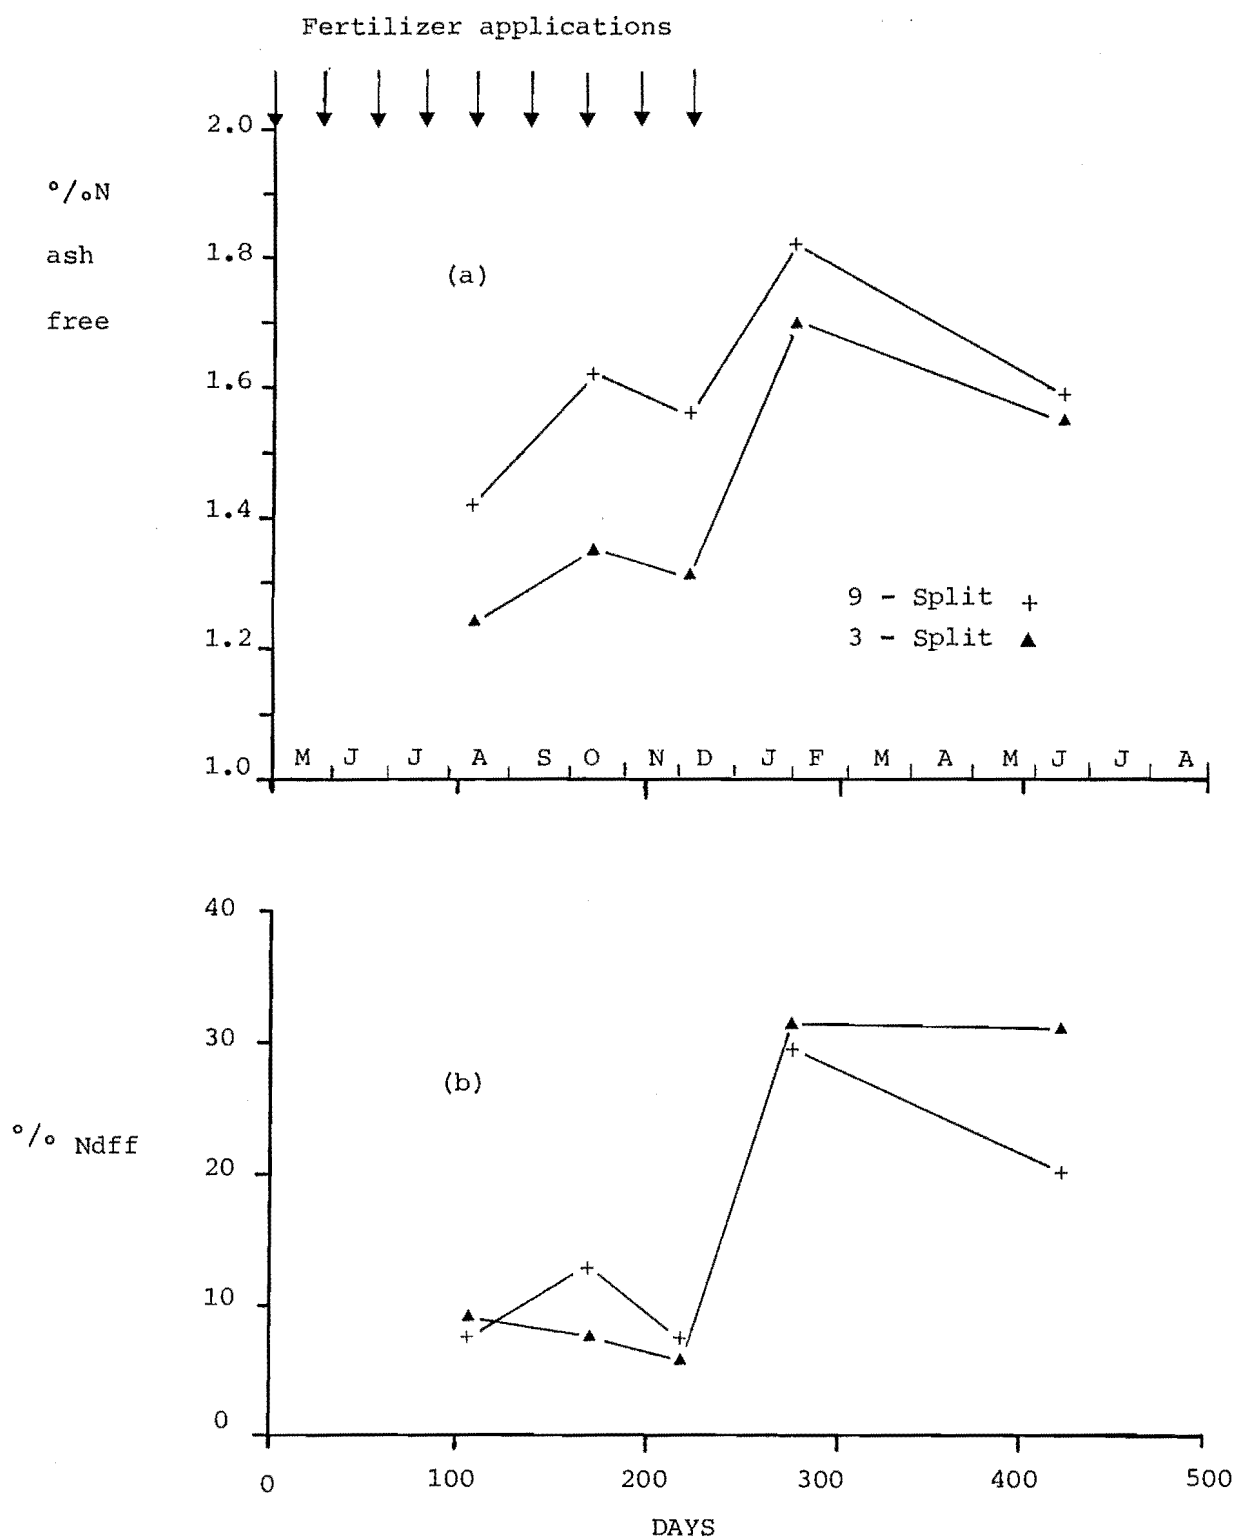 Fertilizer applications
2.0
%N
ash
free
1.8
(a)
1.6
1.4
9 - Split +
3 - Split ▲
1.2
1.0
M J J A S O N D J F M A M J J A
40
30
(b)
% Ndff
20
10
0
0 100 200 300 400 500
DAYS